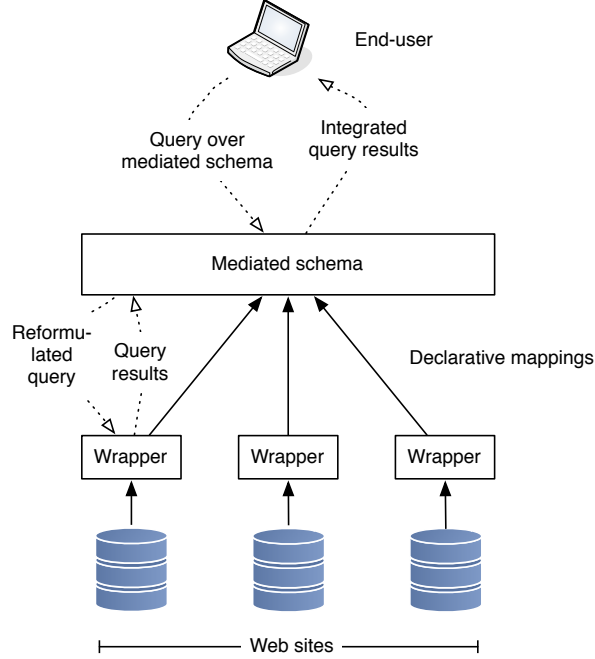 End-user
Query over
mediated schema
Integrated
query results
Mediated schema
Reformu-
lated
query
Query
results
Declarative mappings
Wrapper
Wrapper
Wrapper
Web sites